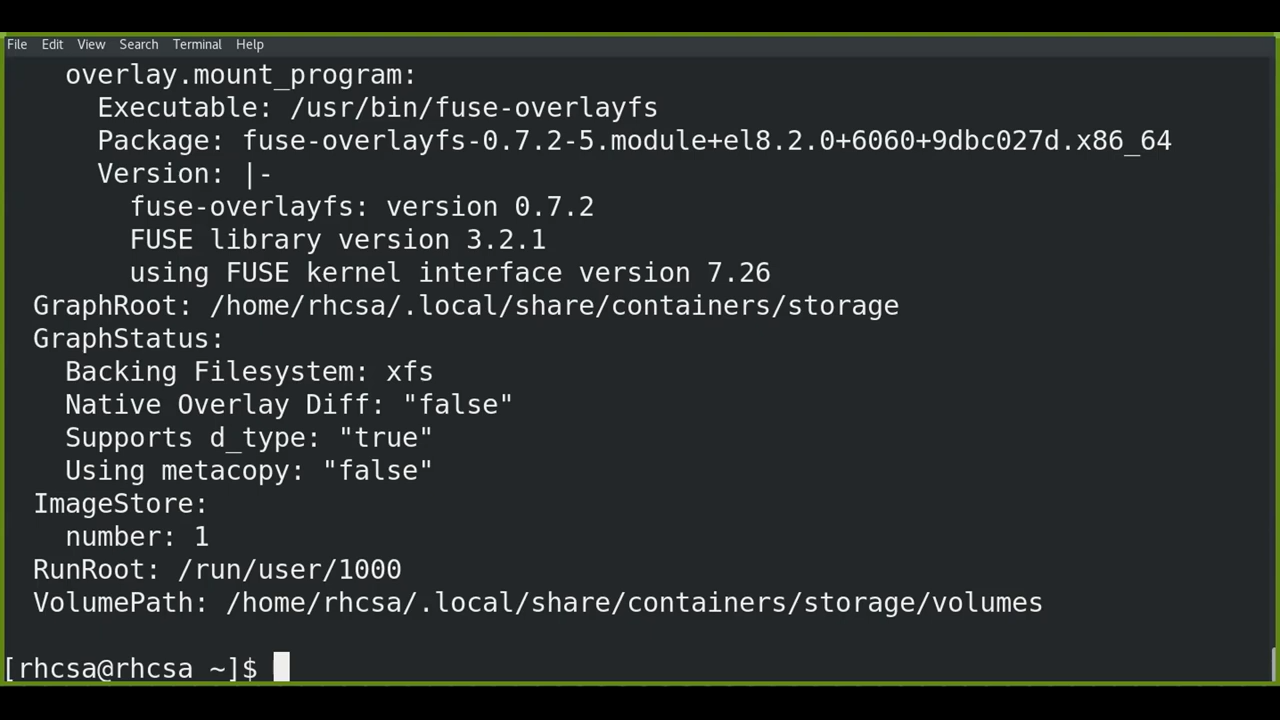 File Edit View Search Terminal Help
overlay.mount_program:
Executable: /usr/bin/fuse-overlayfs
Package: fuse-overlayfs-0.7.2-5.module+el8.2.0+6060+9dbc027d.x86_64
Version: |-
fuse-overlayfs: version 0.7.2
FUSE library version 3.2.1
using FUSE kernel interface version 7.26
GraphRoot: /home/rhcsa/.local/share/containers/storage
GraphStatus:
Backing Filesystem: xfs
Native Overlay Diff: "false"
Supports d_type: "true"
Using metacopy: "false"
ImageStore:
number: 1
RunRoot: /run/user/1000
VolumePath: /home/rhcsa/.local/share/containers/storage/volumes
[rhcsa@rhcsa ~]$